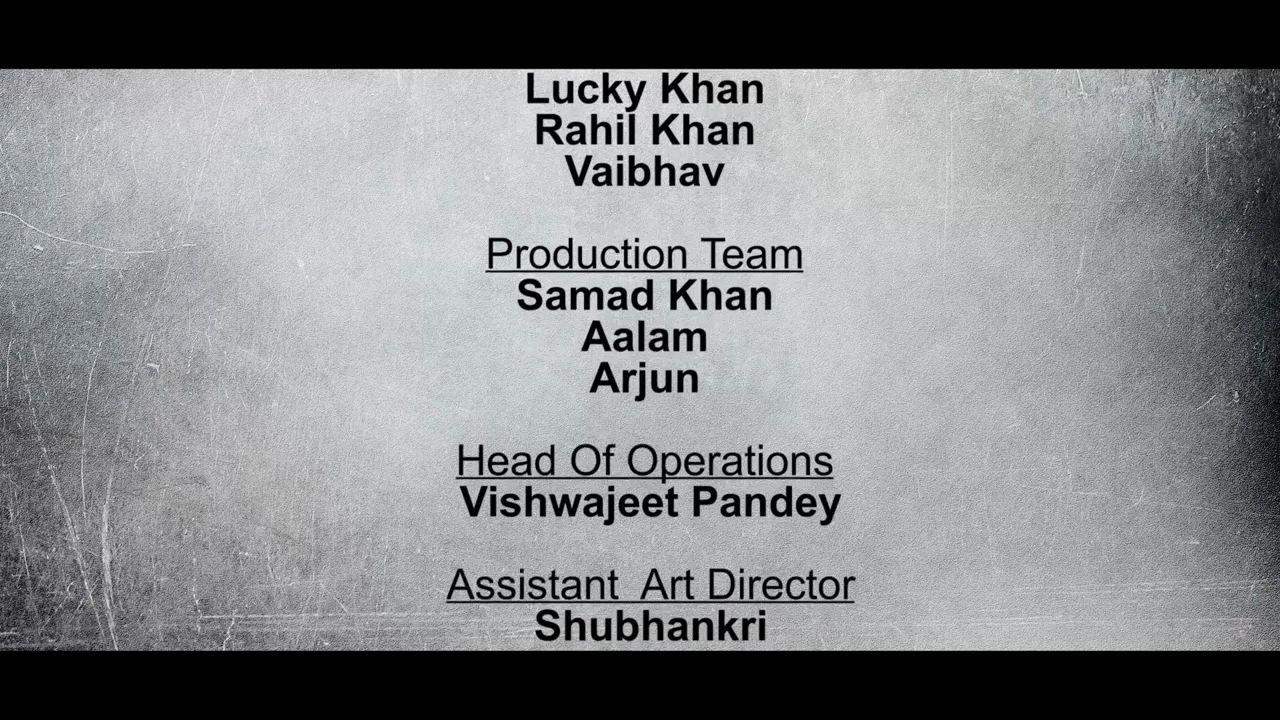 Lucky Khan
Rahil Khan
Vaibhav
Production Team
Samad Khan
Aalam
Arjun
Head Of Operations
Vishwajeet Pandey
Assistant  Art Director
Shubhankri